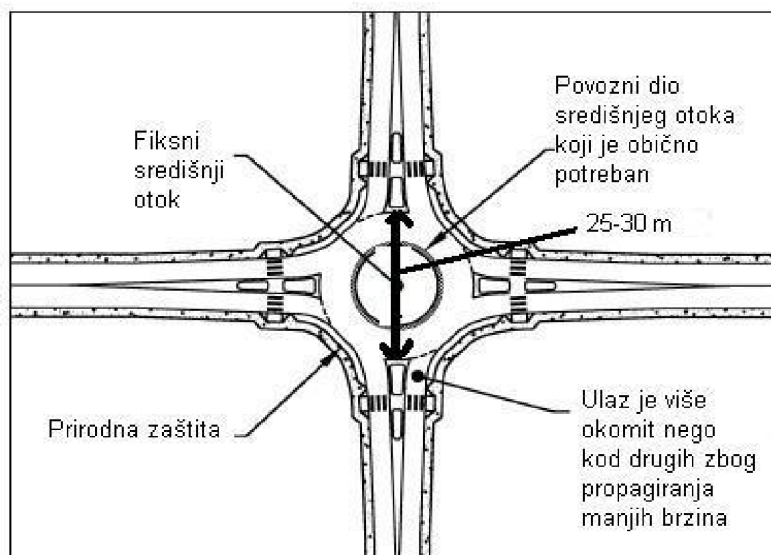 Fiksni
središnji
otok
Povozni dio
središnjeg otoka
koji je obično
potreban
25-30 m
Prirodna zaštita
Ulaz je više
okomit nego
kod drugih zbog
propagiranja
manjih brzina